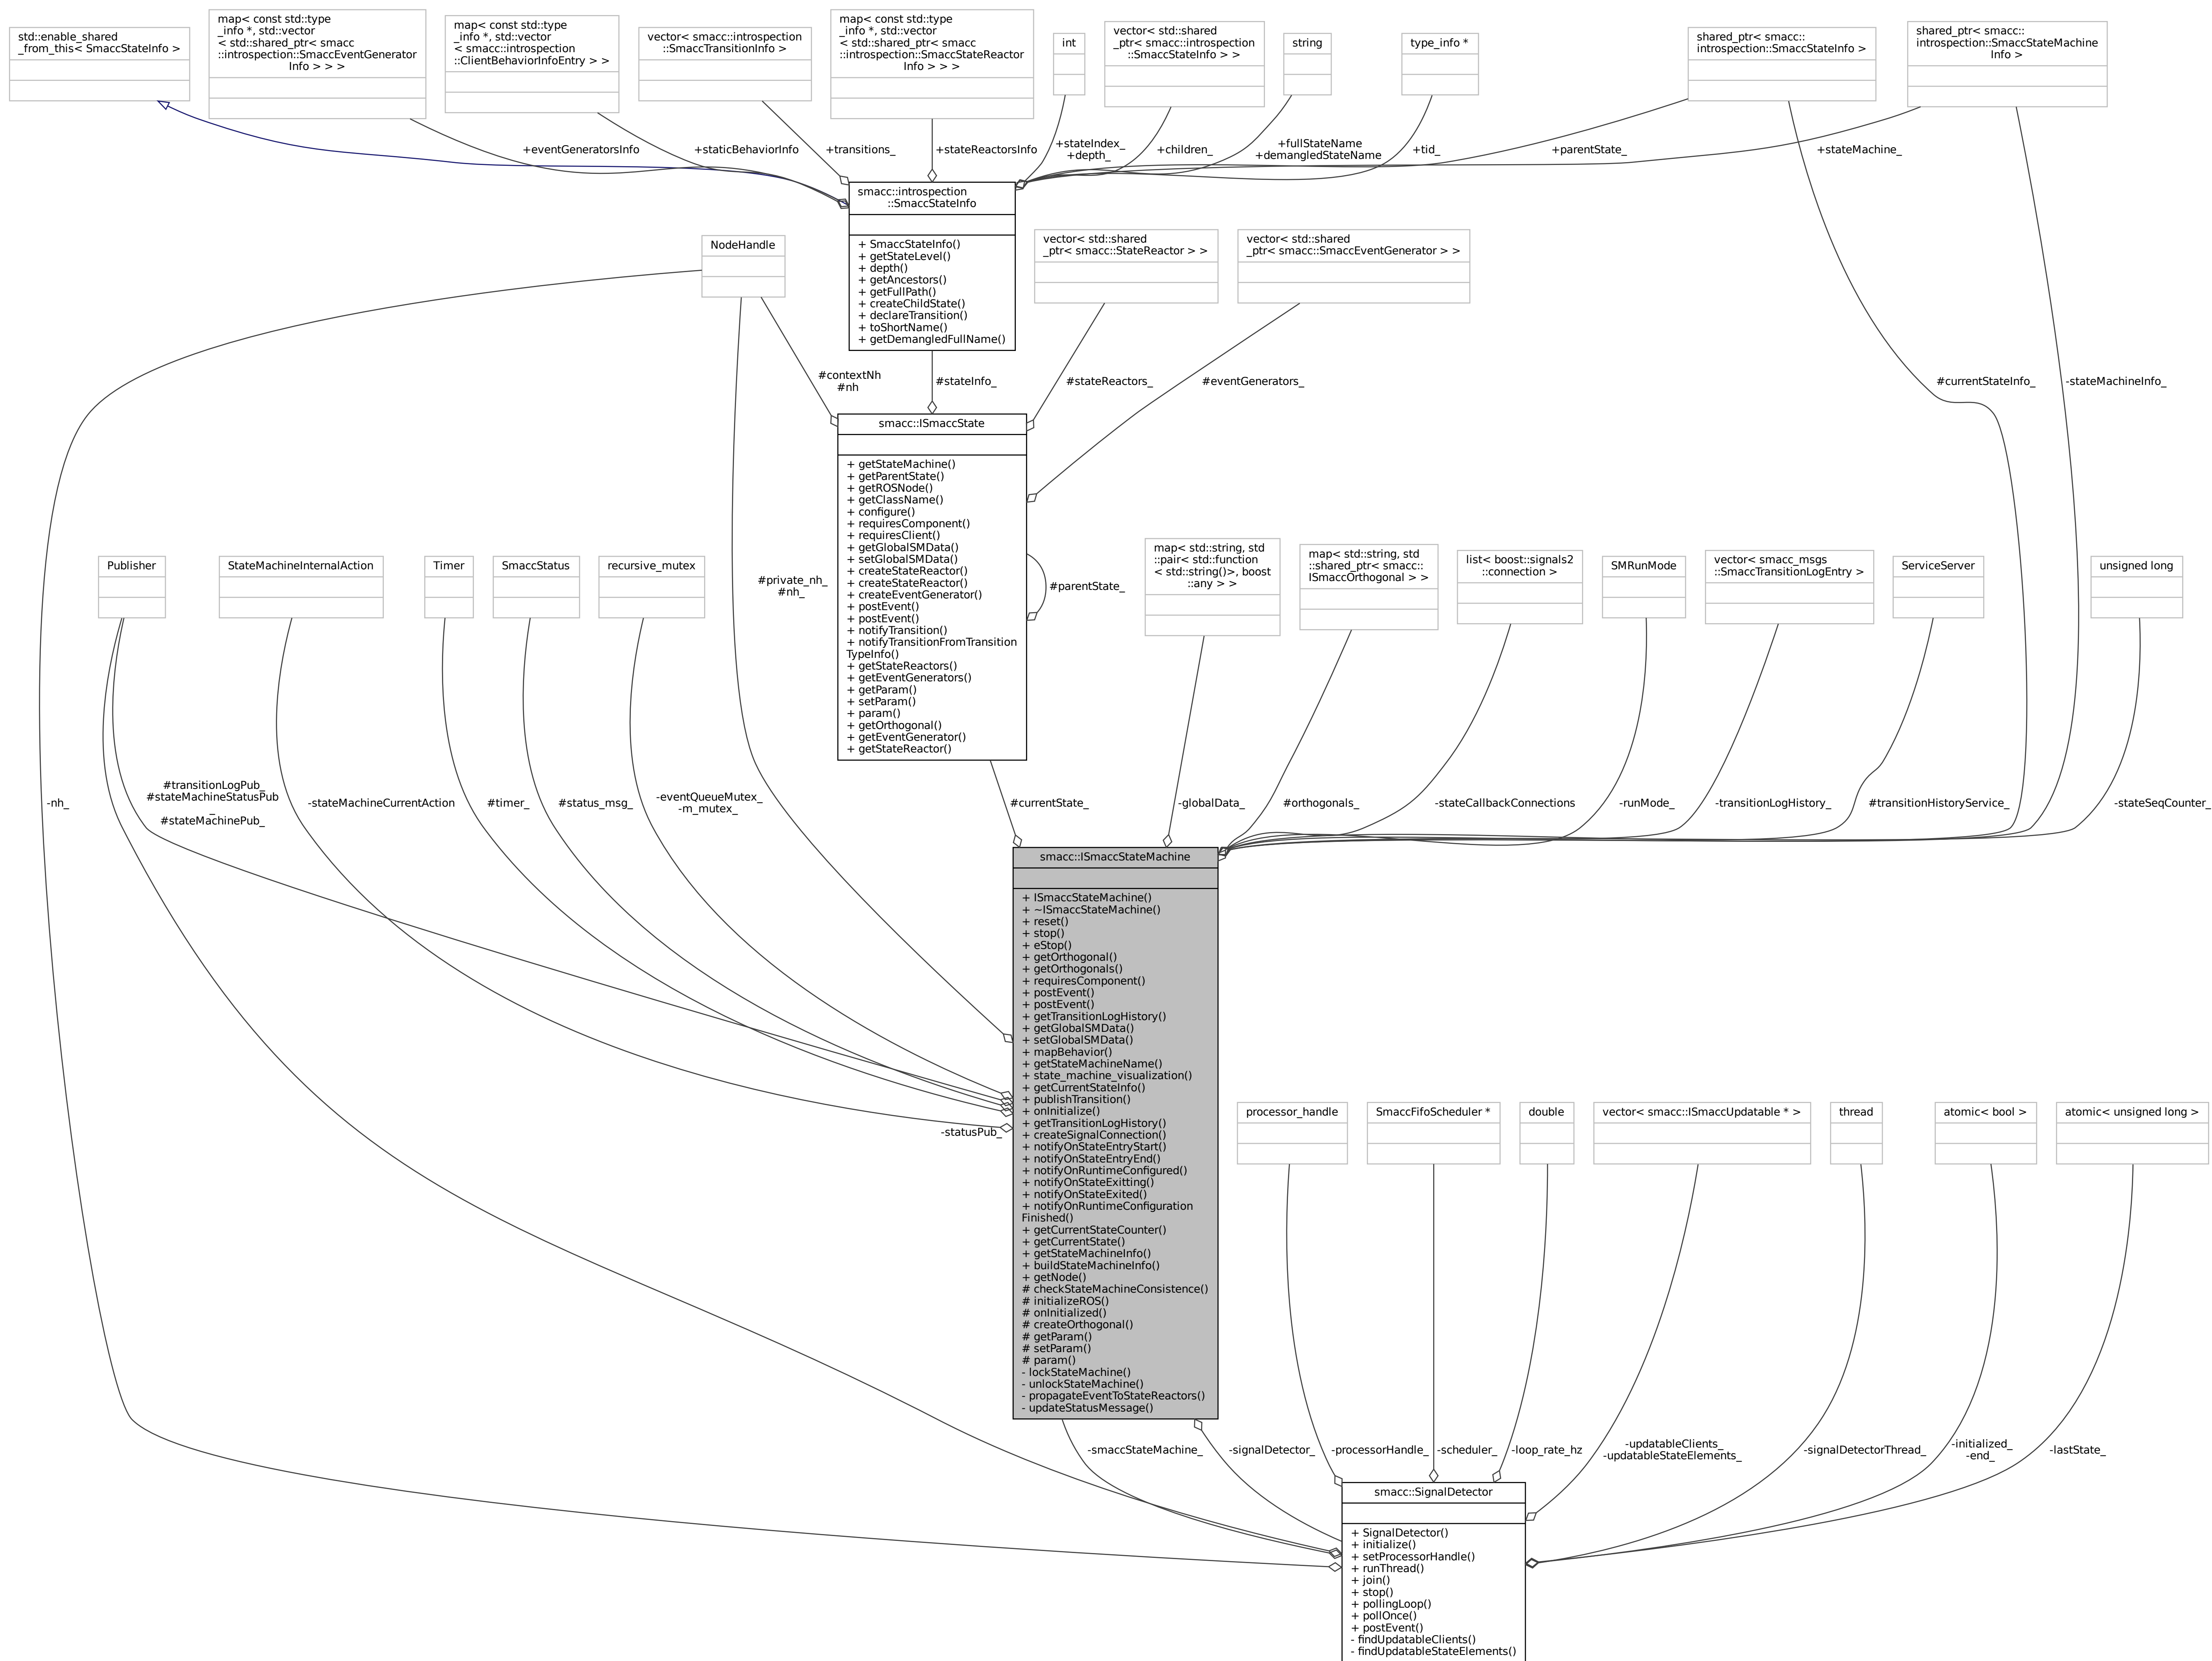 std::enable_shared
_from_this< SmaccStateInfo >
map< const std::type
_info *, std::vector
< std::shared_ptr< smacc
::introspection::SmaccEventGenerator
Info > > >
map< const std::type
_info *, std::vector
< smacc::introspection
::ClientBehaviorInfoEntry > >
vector< smacc::introspection
::SmaccTransitionInfo >
map< const std::type
_info *, std::vector
< std::shared_ptr< smacc
::introspection::SmaccStateReactor
Info > > >
int
vector< std::shared
_ptr< smacc::introspection
::SmaccStateInfo > >
string
type_info *
shared_ptr< smacc::
introspection::SmaccStateInfo >
shared_ptr< smacc::
introspection::SmaccStateMachine
Info >
+eventGeneratorsInfo
+staticBehaviorInfo
+transitions_
+stateReactorsInfo
+stateIndex_
+depth_
+children_
+fullStateName
+demangledStateName
+tid_
+parentState_
+stateMachine_
smacc::introspection
::SmaccStateInfo
+ SmaccStateInfo()
+ getStateLevel()
+ depth()
+ getAncestors()
+ getFullPath()
+ createChildState()
+ declareTransition()
+ toShortName()
+ getDemangledFullName()
NodeHandle
vector< std::shared
_ptr< smacc::StateReactor > >
vector< std::shared
_ptr< smacc::SmaccEventGenerator > >
#contextNh
#nh
#stateInfo_
#stateReactors_
#eventGenerators_
#currentStateInfo_
-stateMachineInfo_
smacc::ISmaccState
+ getStateMachine()
+ getParentState()
+ getROSNode()
+ getClassName()
+ configure()
+ requiresComponent()
+ requiresClient()
+ getGlobalSMData()
+ setGlobalSMData()
+ createStateReactor()
+ createStateReactor()
+ createEventGenerator()
+ postEvent()
+ postEvent()
+ notifyTransition()
+ notifyTransitionFromTransition
TypeInfo()
+ getStateReactors()
+ getEventGenerators()
+ getParam()
+ setParam()
+ param()
+ getOrthogonal()
+ getEventGenerator()
+ getStateReactor()
#parentState_
#private_nh_
#nh_
Publisher
StateMachineInternalAction
Timer
SmaccStatus
recursive_mutex
map< std::string, std
::pair< std::function
< std::string()>, boost
::any > >
map< std::string, std
::shared_ptr< smacc::
ISmaccOrthogonal > >
list< boost::signals2
::connection >
SMRunMode
vector< smacc_msgs
::SmaccTransitionLogEntry >
ServiceServer
unsigned long
-nh_
#transitionLogPub_
#stateMachineStatusPub
_
#stateMachinePub_
-stateMachineCurrentAction
#timer_
#status_msg_
-eventQueueMutex_
-m_mutex_
#currentState_
-globalData_
#orthogonals_
-stateCallbackConnections
-runMode_
-transitionLogHistory_
#transitionHistoryService_
-stateSeqCounter_
smacc::ISmaccStateMachine
+ ISmaccStateMachine()
+ ~ISmaccStateMachine()
+ reset()
+ stop()
+ eStop()
+ getOrthogonal()
+ getOrthogonals()
+ requiresComponent()
+ postEvent()
+ postEvent()
+ getTransitionLogHistory()
+ getGlobalSMData()
+ setGlobalSMData()
+ mapBehavior()
+ getStateMachineName()
+ state_machine_visualization()
+ getCurrentStateInfo()
+ publishTransition()
+ onInitialize()
+ getTransitionLogHistory()
+ createSignalConnection()
+ notifyOnStateEntryStart()
+ notifyOnStateEntryEnd()
+ notifyOnRuntimeConfigured()
+ notifyOnStateExitting()
+ notifyOnStateExited()
+ notifyOnRuntimeConfiguration
Finished()
+ getCurrentStateCounter()
+ getCurrentState()
+ getStateMachineInfo()
+ buildStateMachineInfo()
+ getNode()
# checkStateMachineConsistence()
# initializeROS()
# onInitialized()
# createOrthogonal()
# getParam()
# setParam()
# param()
- lockStateMachine()
- unlockStateMachine()
- propagateEventToStateReactors()
- updateStatusMessage()
-statusPub_
processor_handle
SmaccFifoScheduler *
double
vector< smacc::ISmaccUpdatable * >
thread
atomic< bool >
atomic< unsigned long >
-smaccStateMachine_
-signalDetector_
-processorHandle_
-scheduler_
-loop_rate_hz
-updatableClients_
-updatableStateElements_
-signalDetectorThread_
-initialized_
-end_
-lastState_
smacc::SignalDetector
+ SignalDetector()
+ initialize()
+ setProcessorHandle()
+ runThread()
+ join()
+ stop()
+ pollingLoop()
+ pollOnce()
+ postEvent()
- findUpdatableClients()
- findUpdatableStateElements()